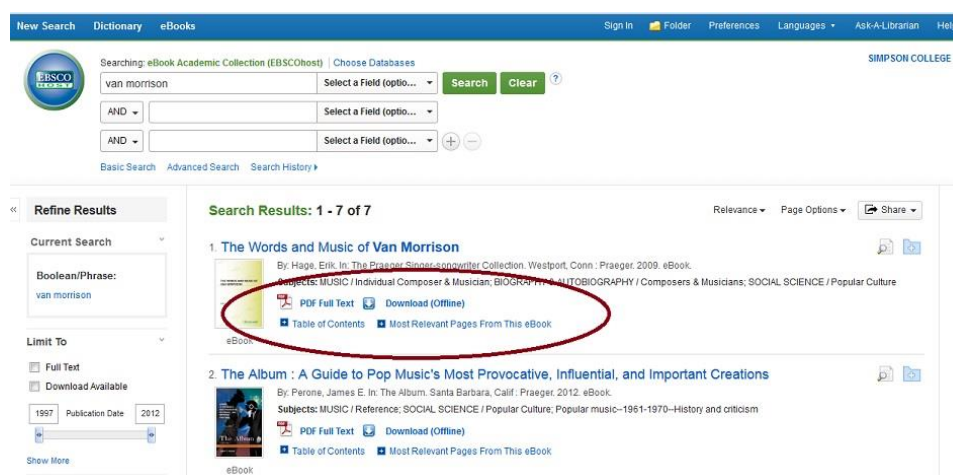 New Search Dictionary eBooks Sign In Folder Preferences Languages Ask-A-Librarian Hel
SIMPSON COLLEGE
EBSCO
HOST
Searching: eBook Academic Collection (EBSCOhost) Choose Databases
van morrison Select a Field (optio... Search Clear ?
AND Select a Field (optio...
AND Select a Field (optio... + −
Basic Search Advanced Search Search History
« Refine Results
Current Search
Boolean/Phrase:
van morrison
Limit To
Full Text
Download Available
1997 Publication Date 2012
Show More
Search Results: 1 - 7 of 7 Relevance Page Options Share
1. The Words and Music of Van Morrison
By: Hage, Erik. In: The Praeger Singer-songwriter Collection. Westport, Conn : Praeger. 2009. eBook.
Subjects: MUSIC / Individual Composer & Musician; BIOGRAPHY & AUTOBIOGRAPHY / Composers & Musicians; SOCIAL SCIENCE / Popular Culture
PDF Full Text Download (Offline)
Table of Contents Most Relevant Pages From This eBook
eBook
2. The Album : A Guide to Pop Music's Most Provocative, Influential, and Important Creations
By: Perone, James E. In: The Album. Santa Barbara, Calif : Praeger. 2012. eBook.
Subjects: MUSIC / Reference; SOCIAL SCIENCE / Popular Culture; Popular music--1961-1970--History and criticism
PDF Full Text Download (Offline)
Table of Contents Most Relevant Pages From This eBook
The Album
eBook